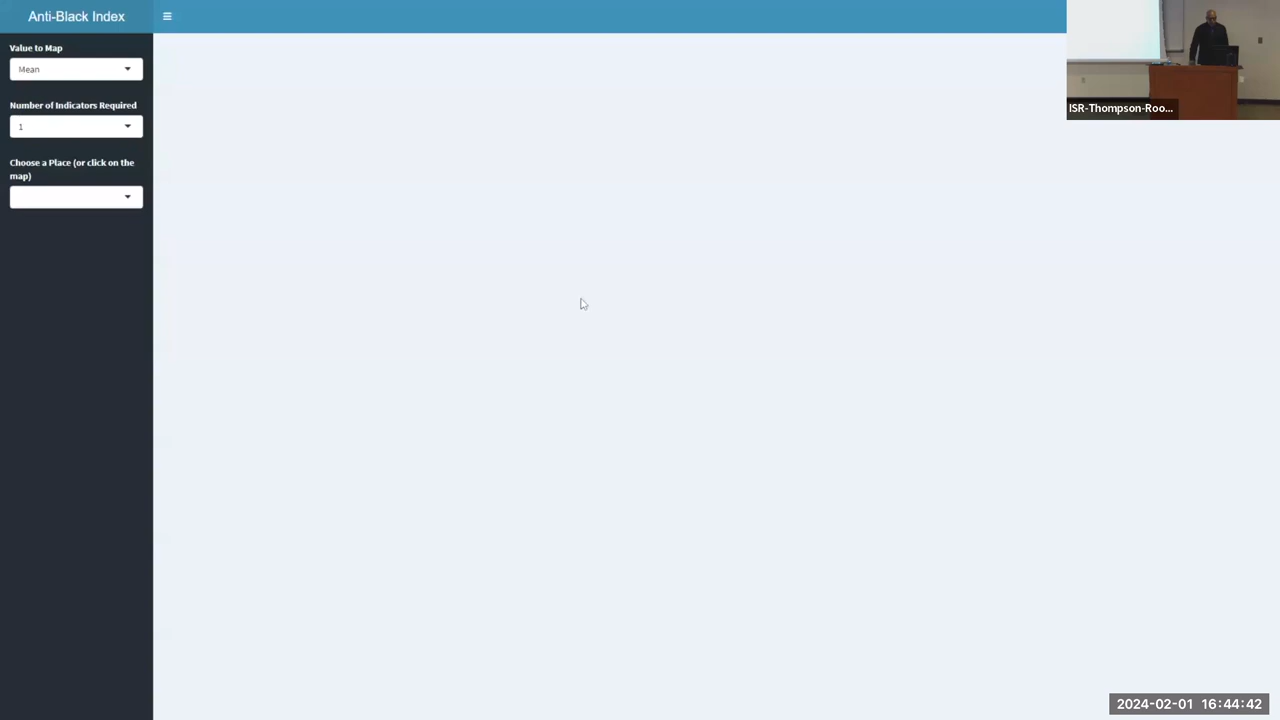 Anti-Black Index
Value to Map
Mean
Number of Indicators Required
1
Choose a Place (or click on the
map)
ISR-Thompson-Roo...
2024-02-01 16:44:42